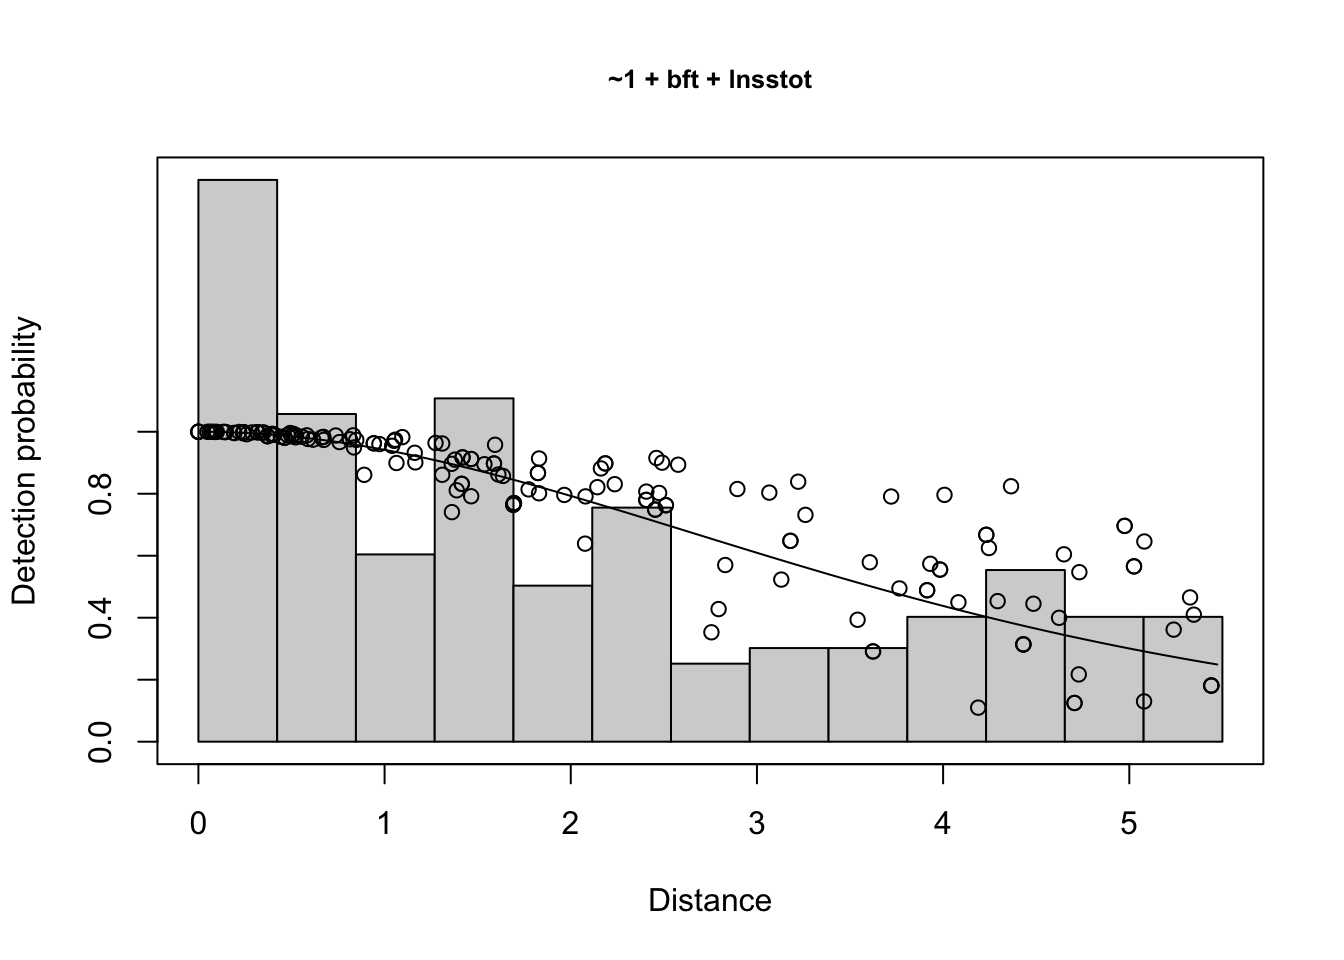 ~1 + bft + lnsstot
Detection probability
0.8
0.4
0.0
0 1 2 3 4 5
Distance